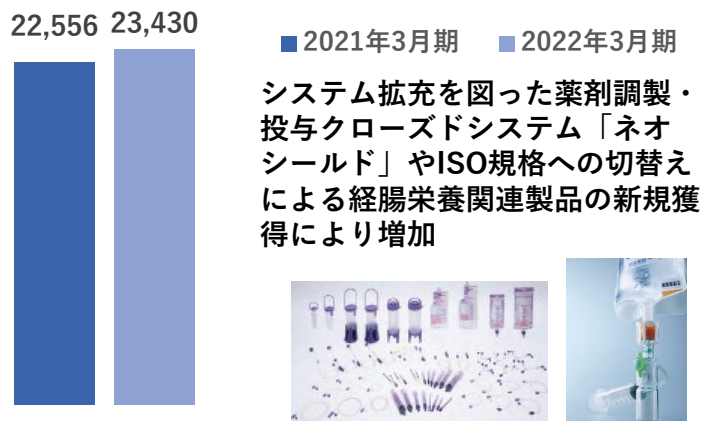 22,556 23,430
■2021年3月期 ■2022年3月期
システム拡充を図った薬剤調製・
投与クローズドシステム「ネオ
シールド」やISO規格への切替え
による経腸栄養関連製品の新規獲
得により増加